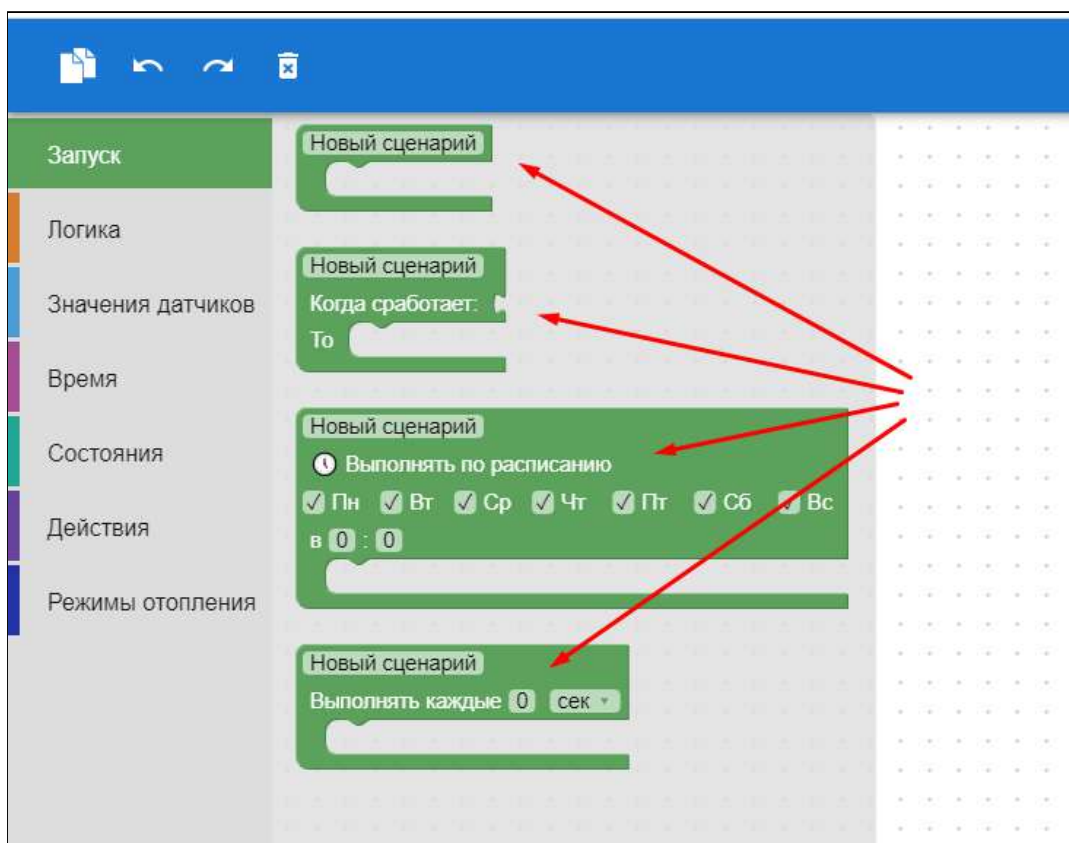 Запуск
Логика
Значения датчиков
Время
Состояния
Действия
Режимы отопления
Новый сценарий
Новый сценарий
Когда сработает:
То
Новый сценарий
Выполнять по расписанию
Пн Вт Ср Чт Пт Сб Вс
в 0 : 0
Новый сценарий
Выполнять каждые 0 сек